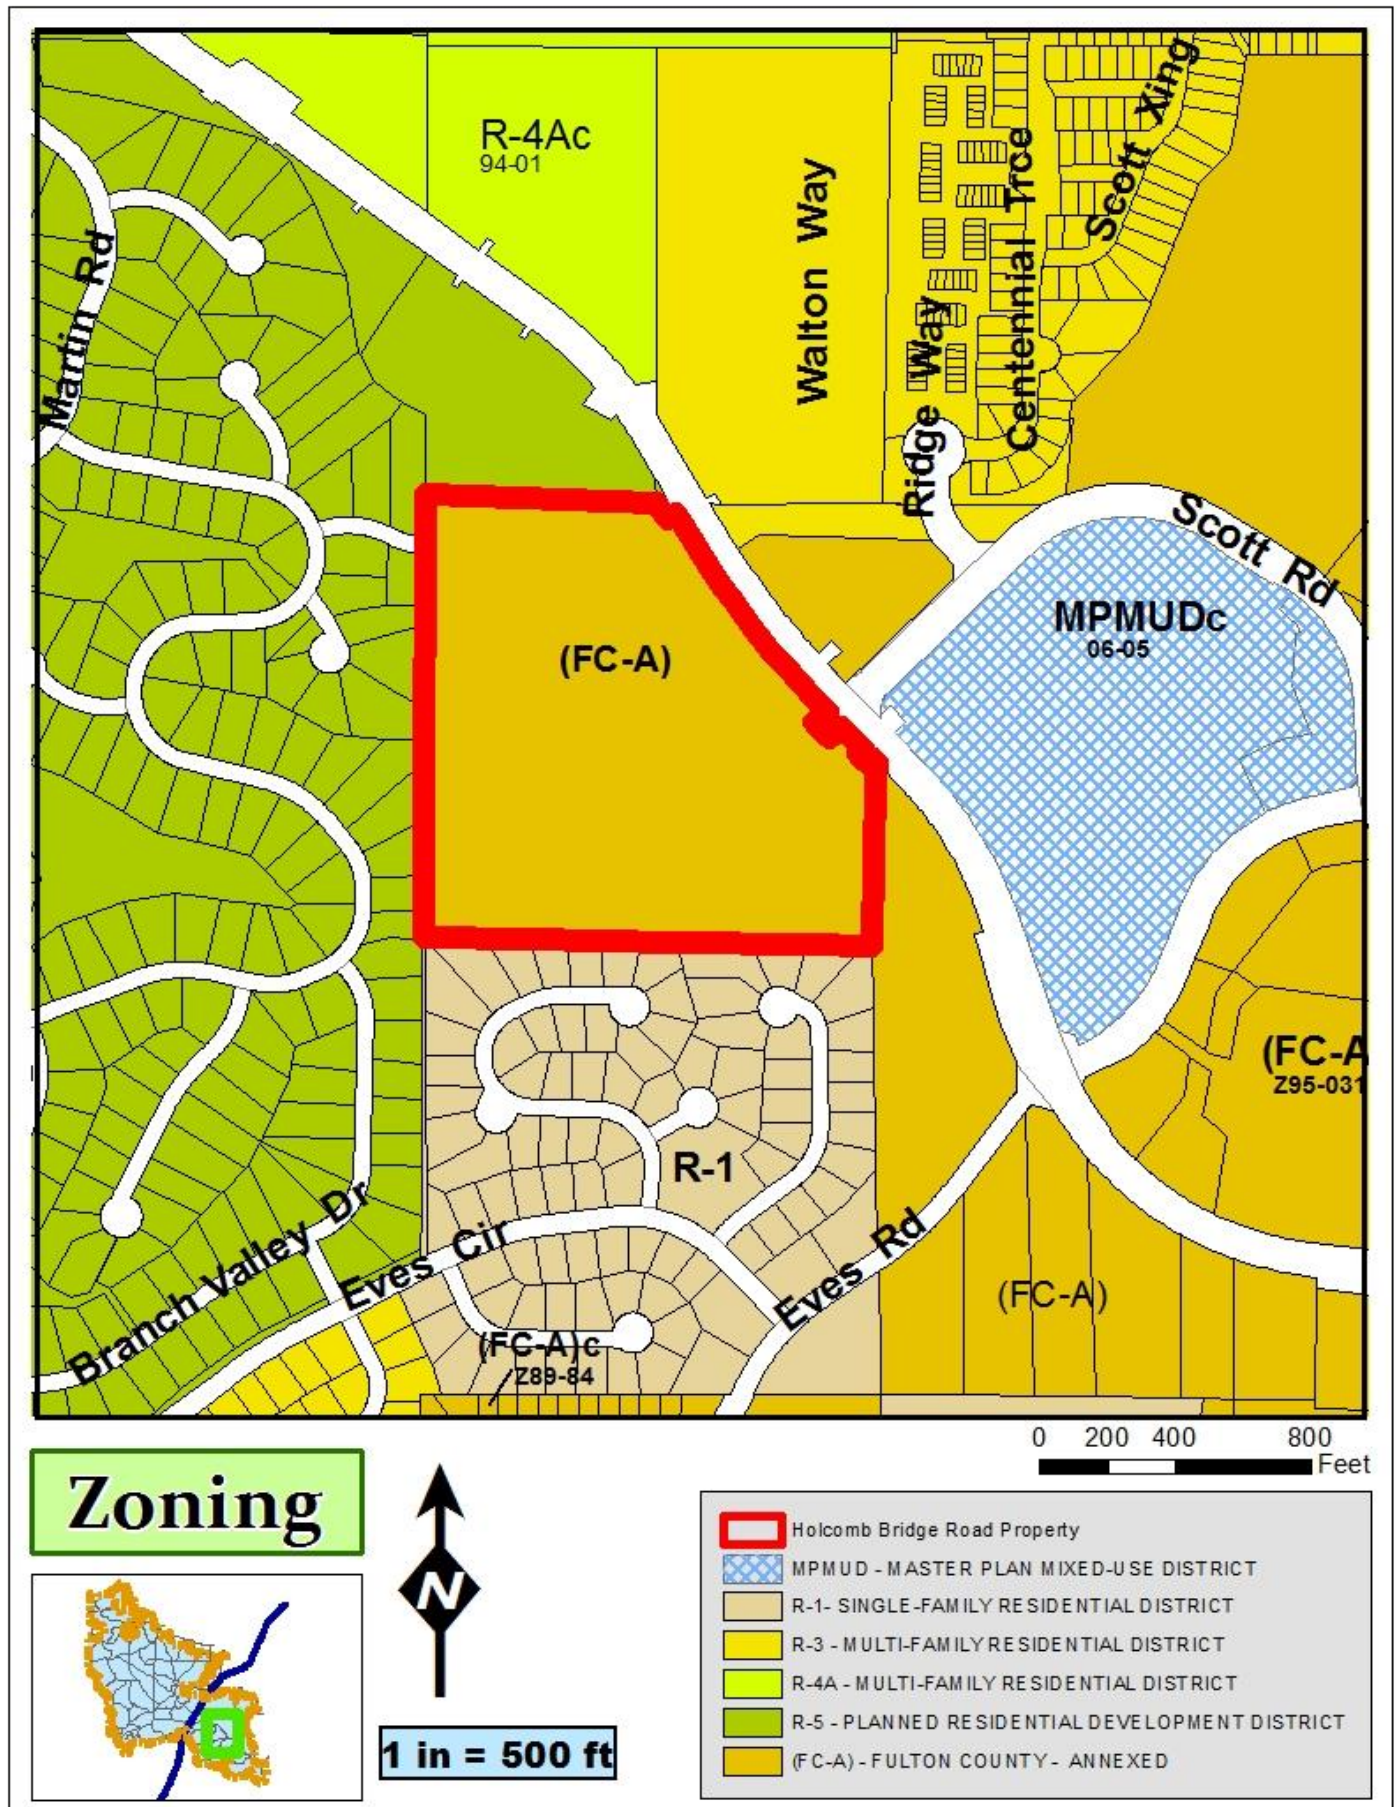 R-4Ac
94-01
Martin Rd
Walton Way
Ridge Way
Centennial Trce
Scott Xing
Scott Rd
(FC-A)
MPMUDc
06-05
(FC-A
Z95-031
R-1
Branch Valley Dr
Eves Cir
Eves Rd
(FC-A)
(FC-A)c
Z89-84
0 200 400 800
Feet
Zoning
N
1 in = 500 ft
Holcomb Bridge Road Property
MPMUD - MASTER PLAN MIXED-USE DISTRICT
R-1- SINGLE-FAMILY RESIDENTIAL DISTRICT
R-3 - MULTI-FAMILY RESIDENTIAL DISTRICT
R-4A - MULTI-FAMILY RESIDENTIAL DISTRICT
R-5 - PLANNED RESIDENTIAL DEVELOPMENT DISTRICT
(FC-A) - FULTON COUNTY - ANNEXED